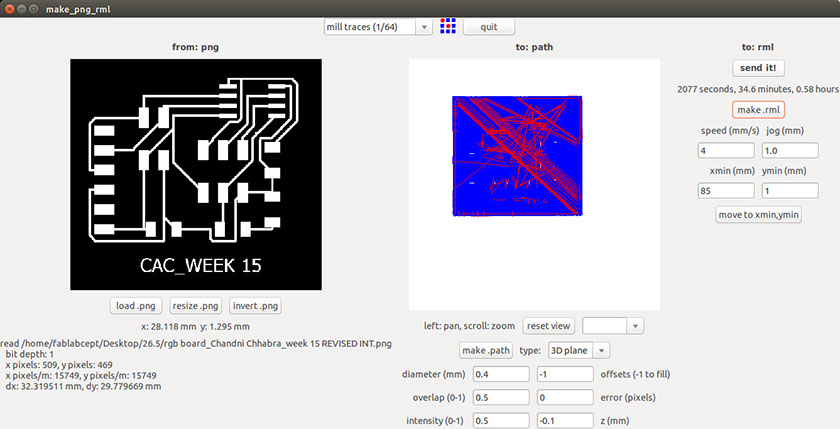 make_png_rml
mill traces (1/64) quit
from: png
to: path
to: rml
CAC_WEEK 15
load .png resize .png invert .png
x: 28.118 mm y: 1.295 mm
read /home/fablabcept/Desktop/26.5/rgb board_Chandni Chhabra_week 15 REVISED INT.png
bit depth: 1
x pixels: 509, y pixels: 469
x pixels/m: 15749, y pixels/m: 15749
dx: 32.319511 mm, dy: 29.779669 mm
left: pan, scroll: zoom reset view
make .path type: 3D plane
diameter (mm) 0.4 -1 offsets (-1 to fill)
overlap (0-1) 0.5 0 error (pixels)
intensity (0-1) 0.5 -0.1 z (mm)
send it!
2077 seconds, 34.6 minutes, 0.58 hours
make .rml
speed (mm/s) jog (mm)
4 1.0
xmin (mm) ymin (mm)
85 1
move to xmin,ymin